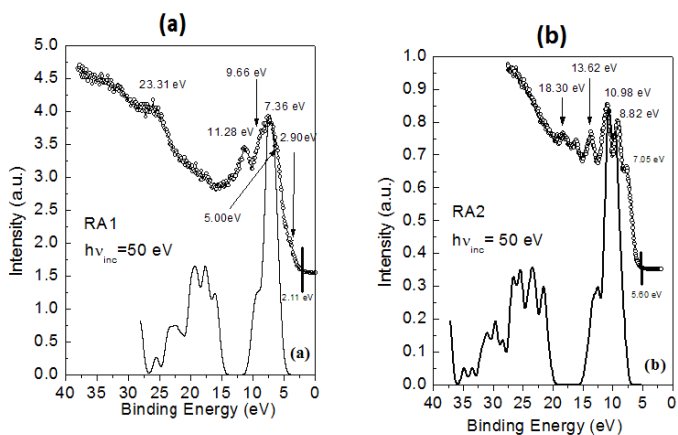 (a)
5.0
4.5
4.0
3.5
3.0
2.5
2.0
1.5
1.0
0.5
0.0
Intensity (a.u.)
23.31 eV
9.66 eV
7.36 eV
11.28 eV
2.90eV
5.00eV
RA1
hνinc=50 eV
2.11 eV
(a)
40 35 30 25 20 15 10 5 0
Binding Energy (eV)
(b)
1.0
0.9
0.8
0.7
0.6
0.5
0.4
0.3
0.2
0.1
0.0
Intensity (a.u.)
13.62 eV
18.30 eV
10.98 eV
8.82 eV
7.05 eV
RA2
hνinc= 50 eV
5.60 eV
(b)
40 35 30 25 20 15 10 5 0
Binding Energy (eV)